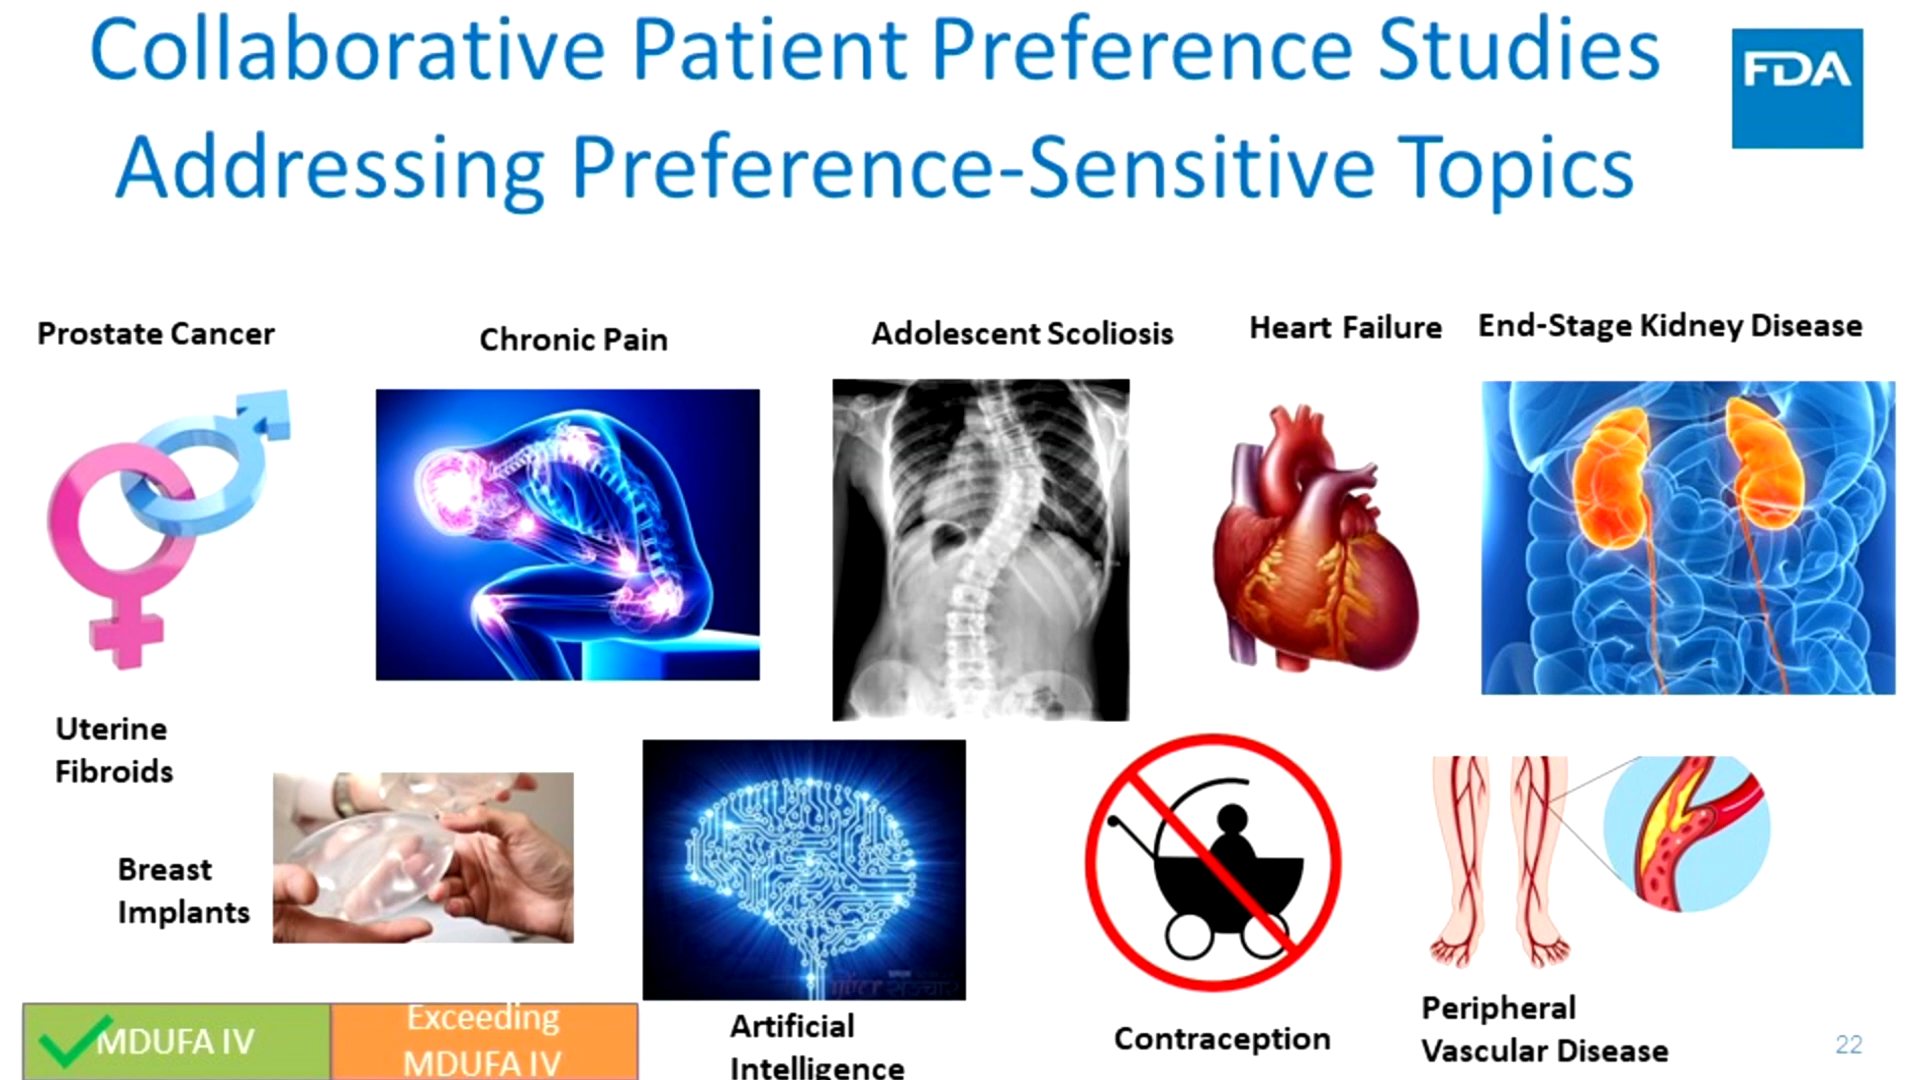 Collaborative Patient Preference Studies
Addressing Preference-Sensitive Topics
FDA
Prostate Cancer
Chronic Pain
Adolescent Scoliosis
Heart Failure
End-Stage Kidney Disease
Uterine
Fibroids
Breast
Implants
MDUFA IV
Exceeding
MDUFA IV
Artificial
Intelligence
Contraception
Peripheral
Vascular Disease
22